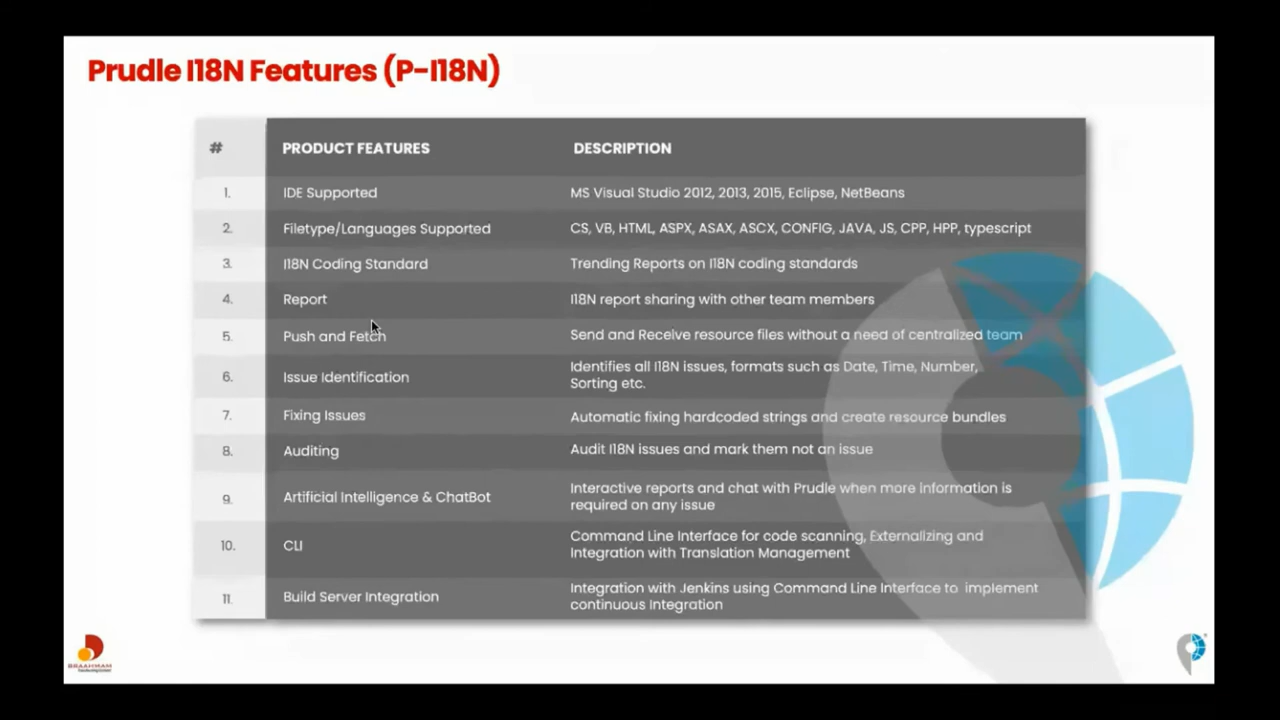 Prudle I18N Features (P-I18N)
# PRODUCT FEATURES DESCRIPTION
1. IDE Supported MS Visual Studio 2012, 2013, 2015, Eclipse, NetBeans
2. Filetype/Languages Supported CS, VB, HTML, ASPX, ASAX, ASCX, CONFIG, JAVA, JS, CPP, HPP, typescript
3. I18N Coding Standard Trending Reports on I18N coding standards
4. Report I18N report sharing with other team members
5. Push and Fetch Send and Receive resource files without a need of centralized team
6. Issue Identification Identifies all I18N issues, formats such as Date, Time, Number,
Sorting etc.
7. Fixing Issues Automatic fixing hardcoded strings and create resource bundles
8. Auditing Audit I18N issues and mark them not an issue
9. Artificial Intelligence & ChatBot Interactive reports and chat with Prudle when more information is
required on any issue
10. CLI Command Line Interface for code scanning, Externalizing and
Integration with Translation Management
11. Build Server Integration Integration with Jenkins using Command Line Interface to implement
continuous Integration
BRAAHMAM